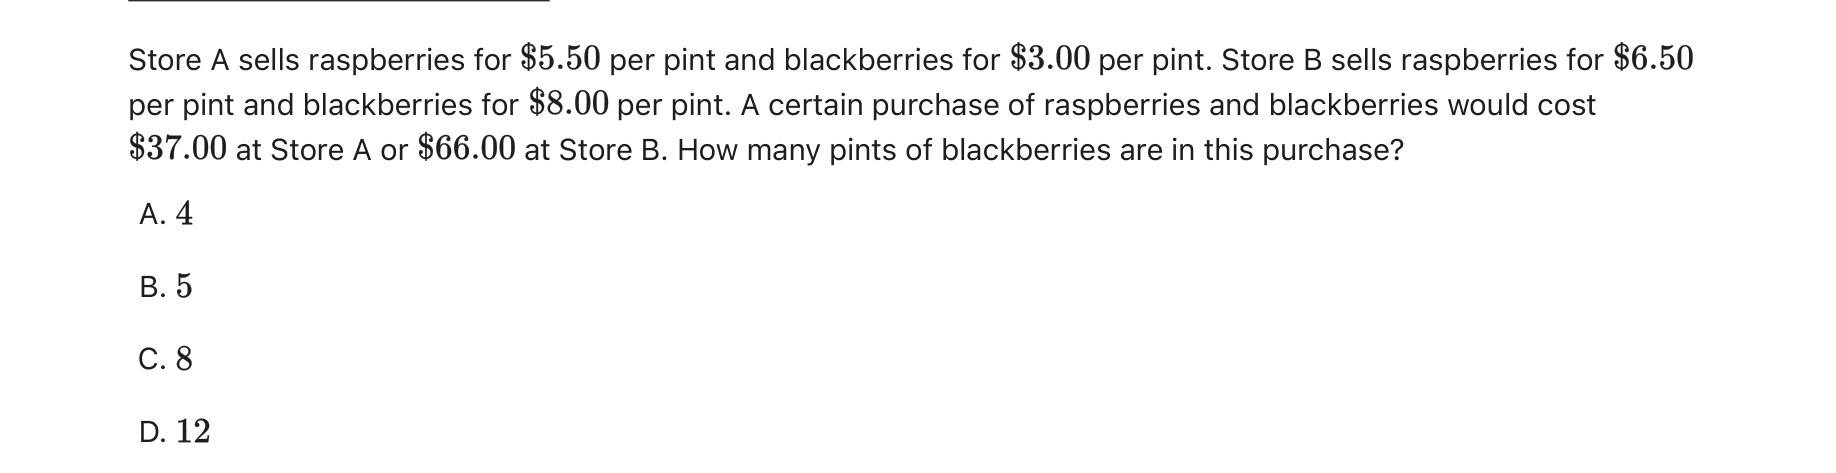 Store A sells raspberries for $5.50 per pint and blackberries for $3.00 per pint. Store B sells raspberries for $6.50
per pint and blackberries for $8.00 per pint. A certain purchase of raspberries and blackberries would cost
$37.00 at Store A or $66.00 at Store B. How many pints of blackberries are in this purchase?
A. 4
B. 5
C. 8
D. 12